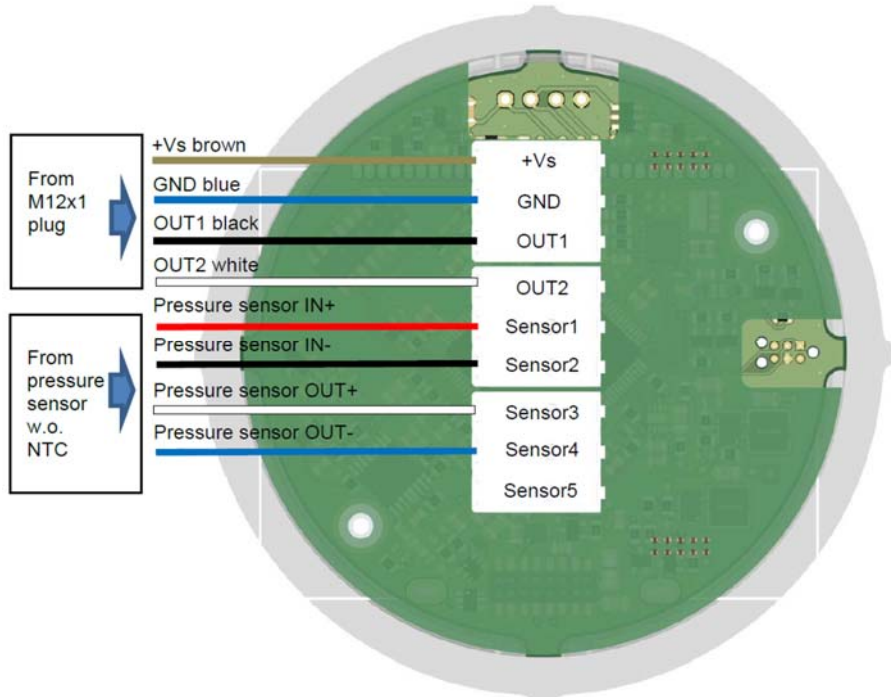 From
M12x1
plug
+Vs brown
GND blue
OUT1 black
OUT2 white
From
pressure
sensor
w.o.
NTC
Pressure sensor IN+
Pressure sensor IN-
Pressure sensor OUT+
Pressure sensor OUT-
+Vs
GND
OUT1
OUT2
Sensor1
Sensor2
Sensor3
Sensor4
Sensor5